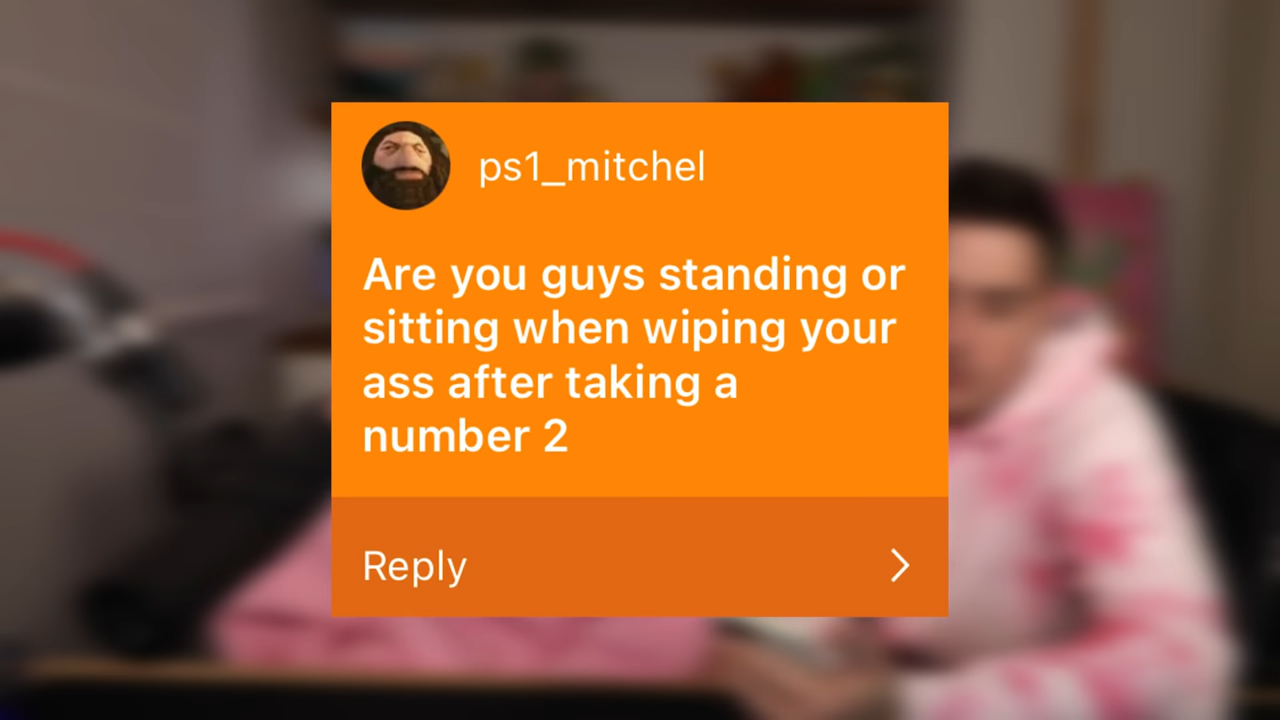 ps1_mitchel
Are you guys standing or
sitting when wiping your
ass after taking a
number 2
Reply